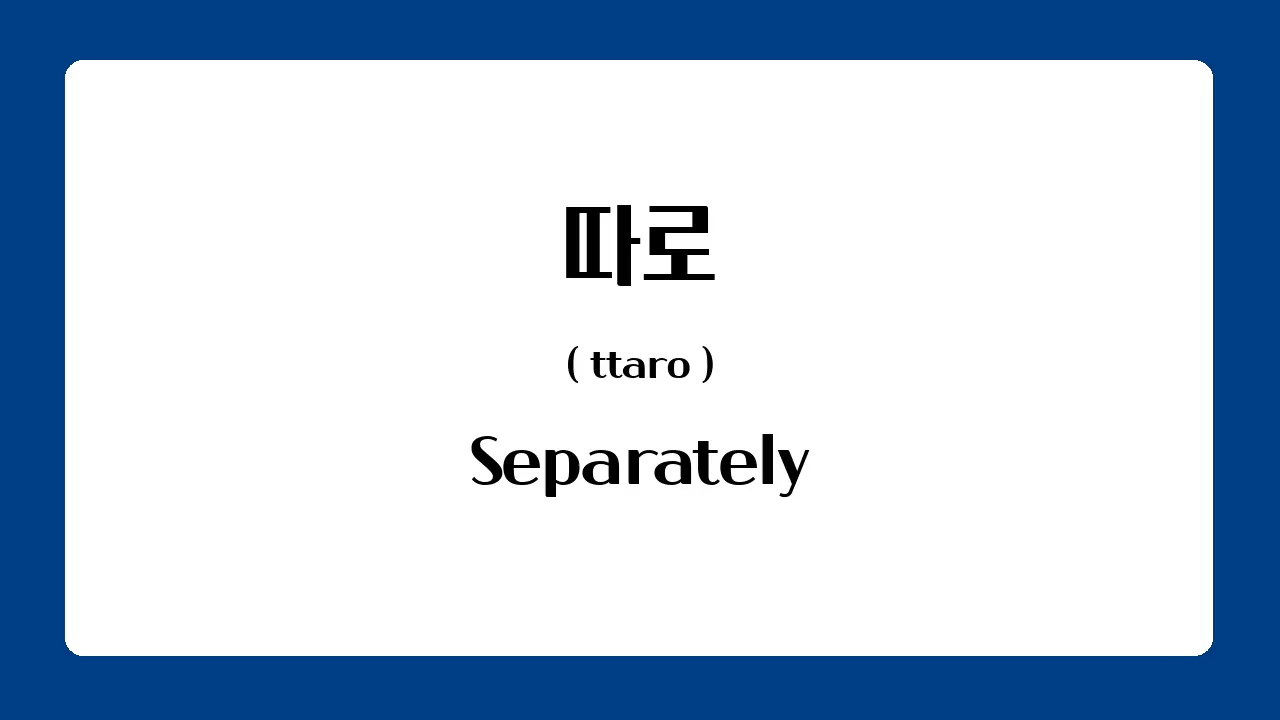 따로
( ttaro )
Separately